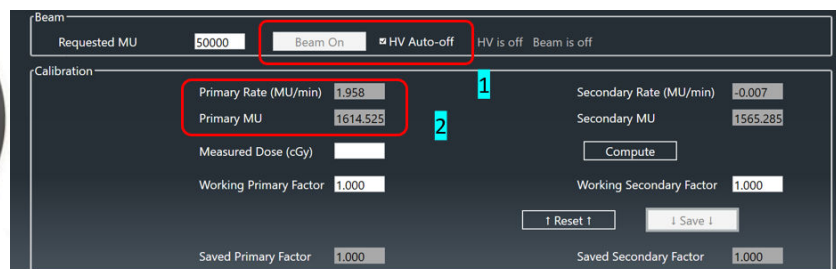 Beam
Requested MU 50000 Beam On HV Auto-off HV is off Beam is off
Calibration
1
Primary Rate (MU/min) 1.958 Secondary Rate (MU/min) -0.007
Primary MU 1614.525 2 Secondary MU 1565.285
Measured Dose (cGy) Compute
Working Primary Factor 1.000 Working Secondary Factor 1.000
↑ Reset ↑ ↓ Save ↓
Saved Primary Factor 1.000 Saved Secondary Factor 1.000